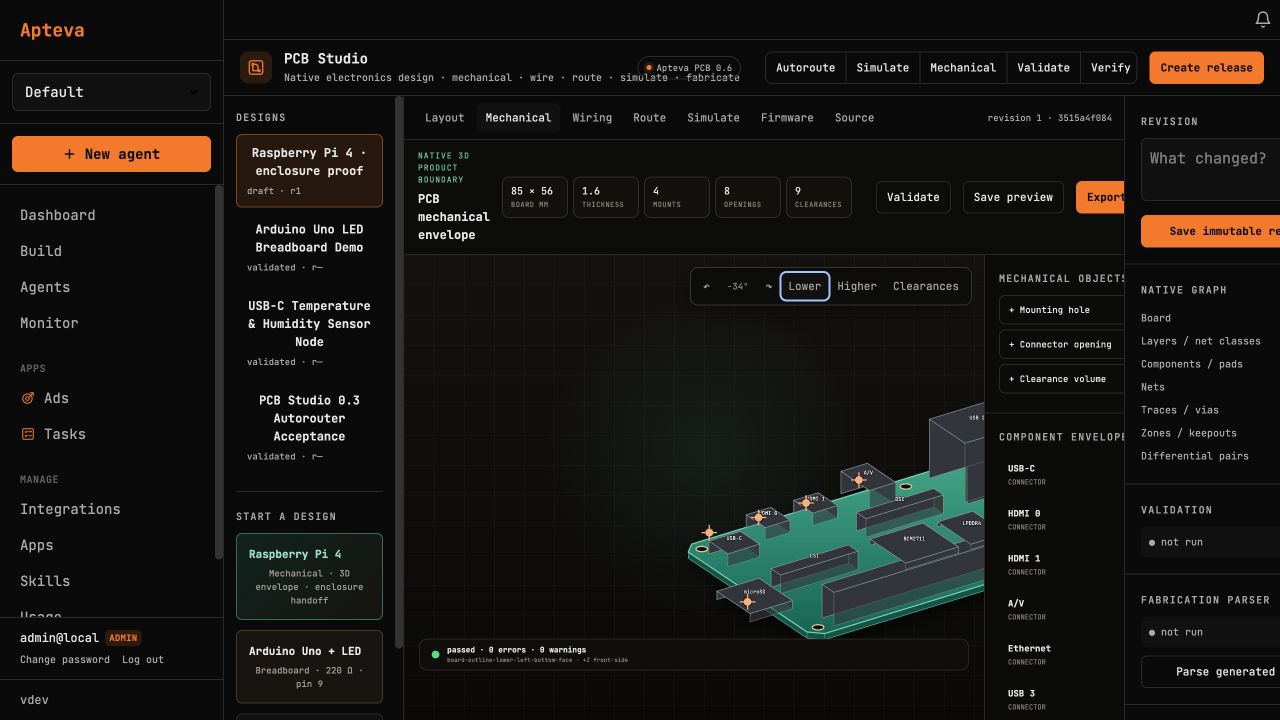 Apteva
Default
+ New agent
Dashboard
Build
Agents
Monitor
APPS
Ads
Tasks
MANAGE
Integrations
Apps
Skills
Usage
admin@local ADMIN
Change password Log out
vdev
PCB Studio
Native electronics design · mechanical · wire · route · simulate · fabricate
Apteva PCB 0.6
Autoroute
Simulate
Mechanical
Validate
Verify
Create release
DESIGNS
Raspberry Pi 4 ·
enclosure proof
draft · r1
Arduino Uno LED
Breadboard Demo
validated · r—
USB-C Temperature
& Humidity Sensor
Node
validated · r—
PCB Studio 0.3
Autorouter
Acceptance
validated · r—
START A DESIGN
Raspberry Pi 4
Mechanical · 3D
envelope · enclosure
handoff
Arduino Uno + LED
Breadboard · 220 Ω ·
pin 9
Layout
Mechanical
Wiring
Route
Simulate
Firmware
Source
revision 1 · 3515a4f084
NATIVE 3D
PRODUCT
BOUNDARY
PCB
mechanical
envelope
85 × 56
BOARD MM
1.6
THICKNESS
4
MOUNTS
8
OPENINGS
9
CLEARANCES
Validate
Save preview
Export
↶ -34° ↷ Lower Higher Clearances
USB 3
A/V
HDMI 1
HDMI 0
DSI
USB-C
LPDDR4
BCM2711
CSI
microSD
passed · 0 errors · 0 warnings
board-outline-lower-left-bottom-face · +Z front-side
MECHANICAL OBJECTS
+ Mounting hole
+ Connector opening
+ Clearance volume
COMPONENT ENVELOPE
USB-C
CONNECTOR
HDMI 0
CONNECTOR
HDMI 1
CONNECTOR
A/V
CONNECTOR
Ethernet
CONNECTOR
USB 3
CONNECTOR
REVISION
What changed?
Save immutable re
NATIVE GRAPH
Board
Layers / net classes
Components / pads
Nets
Traces / vias
Zones / keepouts
Differential pairs
VALIDATION
not run
FABRICATION PARSER
not run
Parse generated